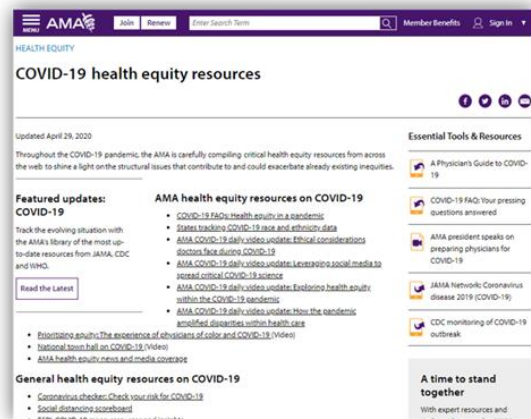 MENU
AMA
Join
Renew
Enter Search Term
Member Benefits
Sign In
HEALTH EQUITY
COVID-19 health equity resources
Updated April 29, 2020
Throughout the COVID-19 pandemic, the AMA is carefully compiling critical health equity resources from across
the web to shine a light on the structural issues that contribute to and could exacerbate already existing inequities.
Featured updates:
COVID-19
Track the evolving situation with
the AMA's library of the most up-
to-date resources from JAMA, CDC
and WHO.
Read the Latest
AMA health equity resources on COVID-19
• COVID-19 FAQs: Health equity in a pandemic
• States tracking COVID-19 race and ethnicity data
• AMA COVID-19 daily video update: Ethical considerations
doctors face during COVID-19
• AMA COVID-19 daily video update: Leveraging social media to
spread critical COVID-19 science
• AMA COVID-19 daily video update: Exploring health equity
within the COVID-19 pandemic
• AMA COVID-19 daily video update: How the pandemic
amplified disparities within health care
• Prioritizing equity: The experience of physicians of color and COVID-19 (Video)
• National town hall on COVID-19 (Video)
• AMA health equity news and media coverage
General health equity resources on COVID-19
• Coronavirus checker: Check your risk for COVID-19
• Social distancing scoreboard
Essential Tools & Resources
A Physician's Guide to COVID-
19
COVID-19 FAQ: Your pressing
questions answered
AMA president speaks on
preparing physicians for
COVID-19
JAMA Network: Coronavirus
disease 2019 (COVID-19)
CDC monitoring of COVID-19
outbreak
A time to stand
together
With expert resources and